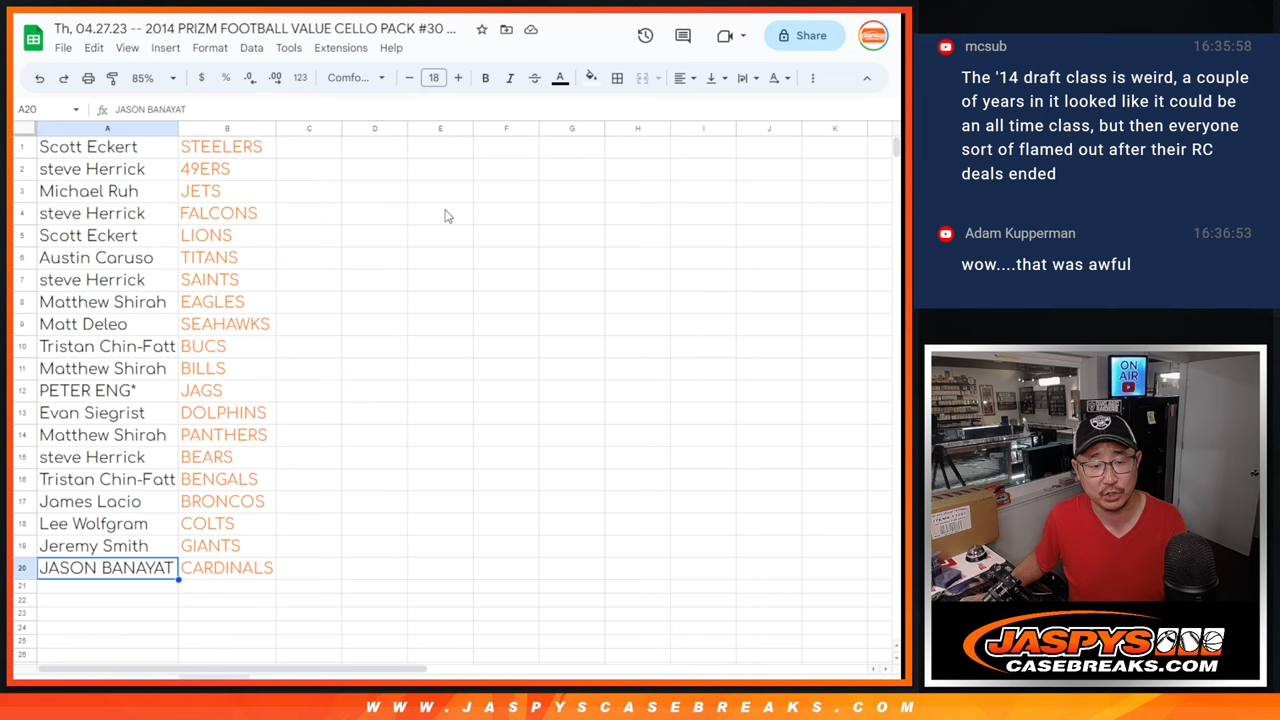 Th, 04.27.23 -- 2014 PRIZM FOOTBALL VALUE CELLO PACK #30 ...
File Edit View Insert Format Data Tools Extensions Help
Share
85% $ % .0 .00 123 Comfo... − 18 + B I A
A20 fx JASON BANAYAT
A B C D E F G H I J K
1 Scott Eckert STEELERS
2 steve Herrick 49ERS
3 Michael Ruh JETS
4 steve Herrick FALCONS
5 Scott Eckert LIONS
6 Austin Caruso TITANS
7 steve Herrick SAINTS
8 Matthew Shirah EAGLES
9 Matt Deleo SEAHAWKS
10 Tristan Chin-Fatt BUCS
11 Matthew Shirah BILLS
12 PETER ENG* JAGS
13 Evan Siegrist DOLPHINS
14 Matthew Shirah PANTHERS
15 steve Herrick BEARS
16 Tristan Chin-Fatt BENGALS
17 James Lacio BRONCOS
18 Lee Wolfgram COLTS
19 Jeremy Smith GIANTS
20 JASON BANAYAT CARDINALS
21
22
23
24
25
26
mcsub 16:35:58
The '14 draft class is weird, a couple
of years in it looked like it could be
an all time class, but then everyone
sort of flamed out after their RC
deals ended
Adam Kupperman 16:36:53
wow....that was awful
ON
AIR
JASPYS
CASEBREAKS.COM
WWW.JASPYSCASEBREAKS.COM